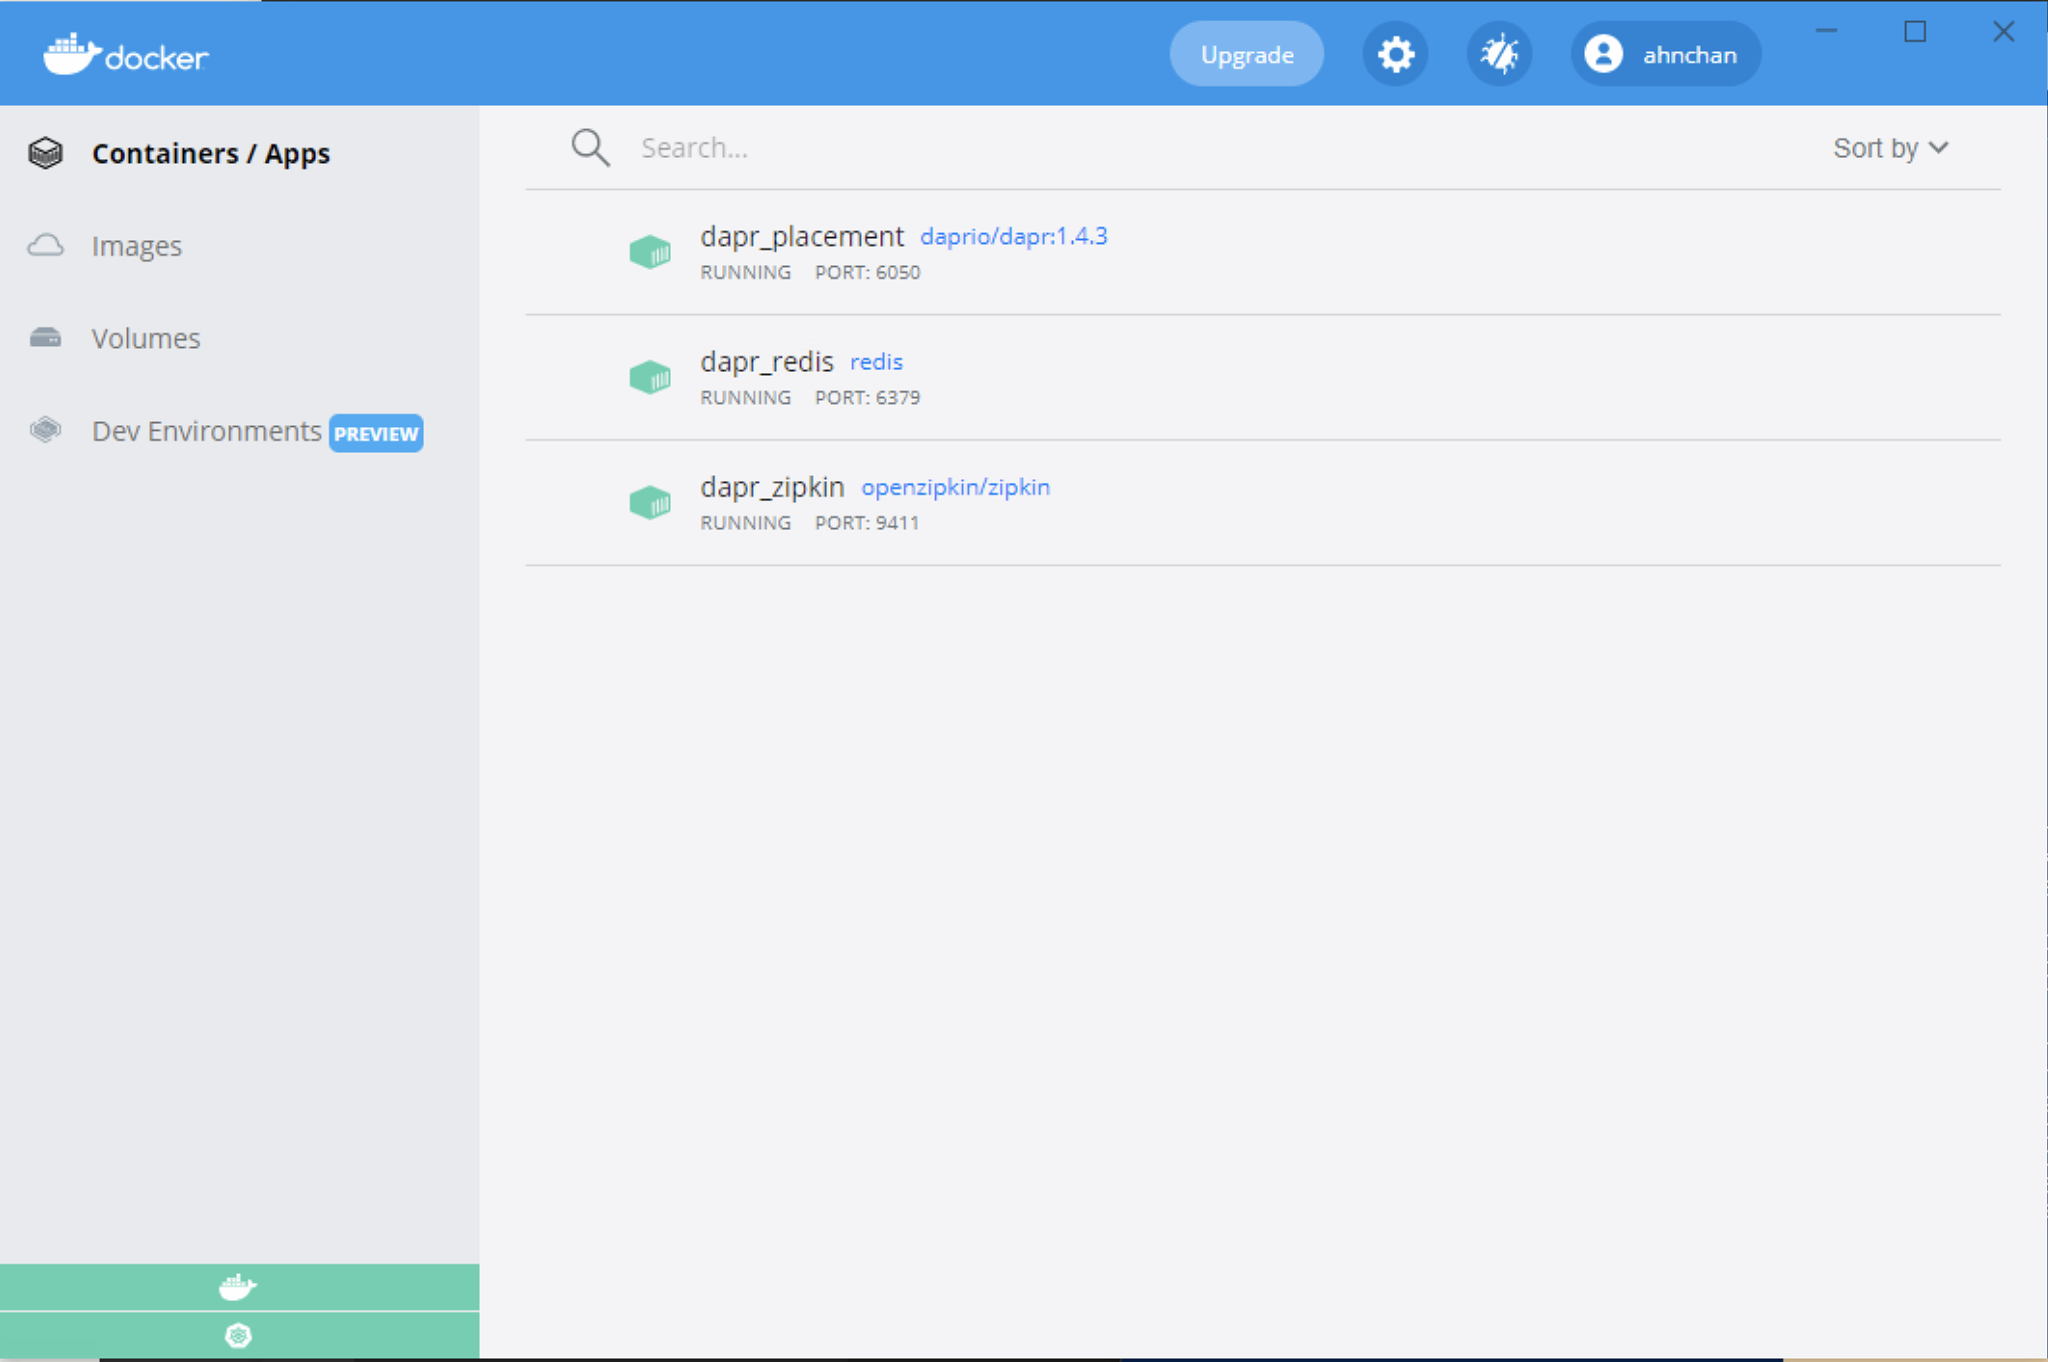 docker
Upgrade
ahnchan
Containers / Apps
Images
Volumes
Dev Environments PREVIEW
Search...
Sort by
dapr_placement daprio/dapr:1.4.3
RUNNING PORT: 6050
dapr_redis redis
RUNNING PORT: 6379
dapr_zipkin openzipkin/zipkin
RUNNING PORT: 9411